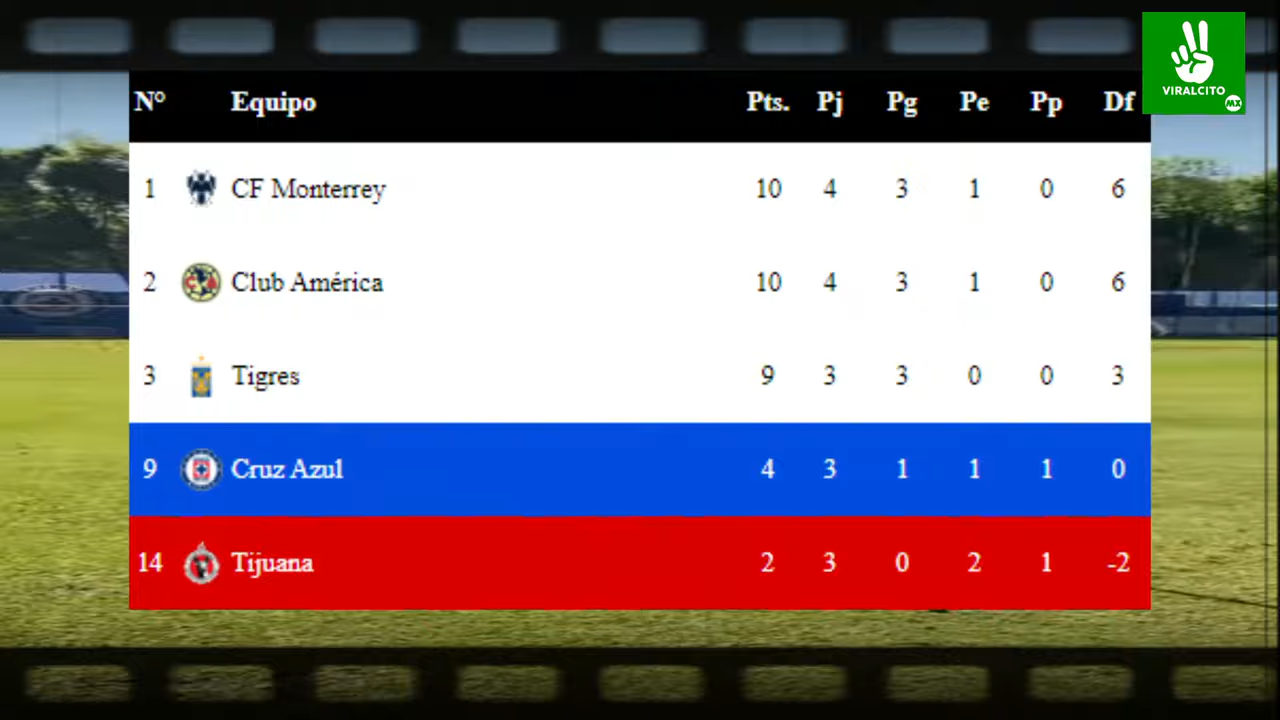 VIRALCITO
MX
Nº Equipo Pts. Pj Pg Pe Pp Df
1 CF Monterrey 10 4 3 1 0 6
2 Club América 10 4 3 1 0 6
3 Tigres 9 3 3 0 0 3
9 Cruz Azul 4 3 1 1 1 0
14 Tijuana 2 3 0 2 1 -2